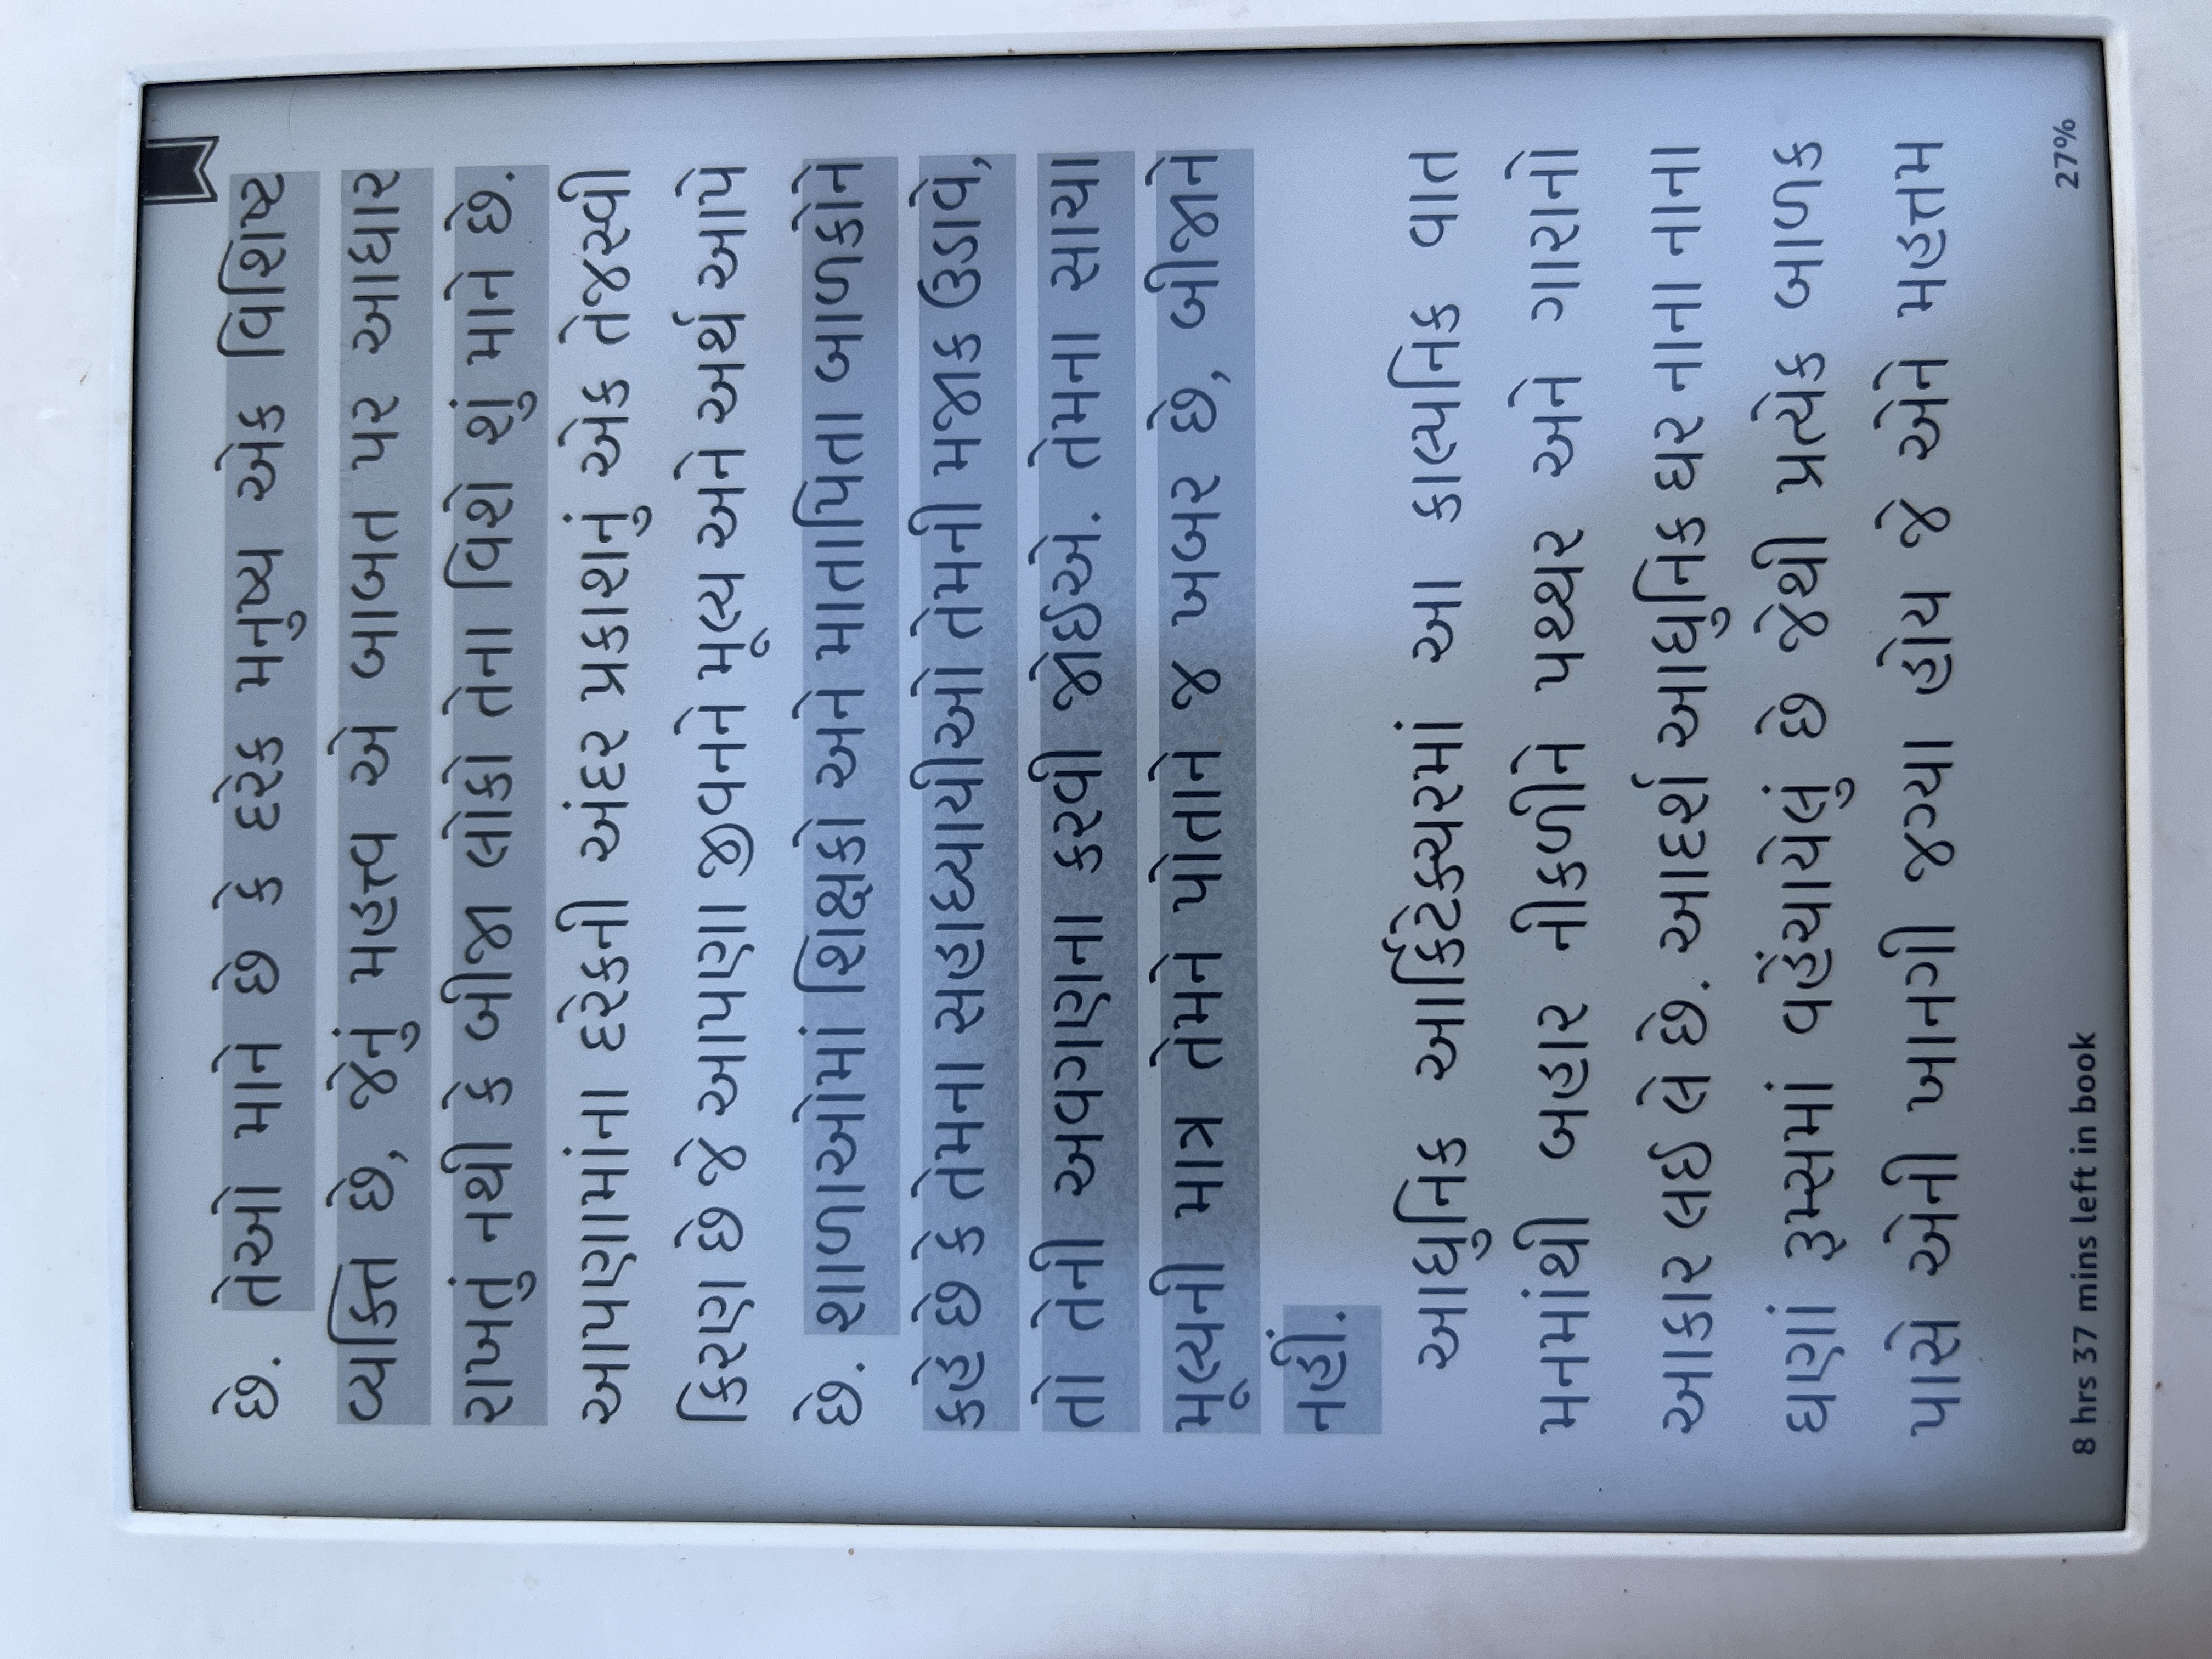 છે. તેઓ માને છે કે દરેક મનુષ્ય એક વિશિષ્ટ
વ્યક્તિ છે, જેનું મહત્ત્વ એ બાબત પર આધાર
રાખતું નથી કે બીજા લોકો તેના વિશે શું માને છે.
આપણામાંના દરેકની અંદર પ્રકાશનું એક તેજસ્વી
કિરણ છે જે આપણા જીવનને મૂલ્ય અને અર્થ આપે
છે. શાળાઓમાં શિક્ષકો અને માતાપિતા બાળકોને
કહે છે કે તેમના સહાધ્યાયીઓ તેમની મજાક ઉડાવે,
તો તેની અવગણના કરવી જોઈએ. તેમના સાચા
મૂલ્યની માત્ર તેમને પોતાને જ ખબર છે, બીજાને
નહીં.
આધુનિક આર્કિટેક્ચરમાં આ કાલ્પનિક વાત
મનમાંથી બહાર નીકળીને પથ્થર અને ગારાનો
આકાર લઈ લે છે. આદર્શ આધુનિક ઘર નાના નાના
ઘણાં રૂમ્સમાં વહેંચાયેલું છે જેથી પ્રત્યેક બાળક
પાસે એની ખાનગી જગ્યા હોય જે એને મહત્તમ
8 hrs 37 mins left in book
27%